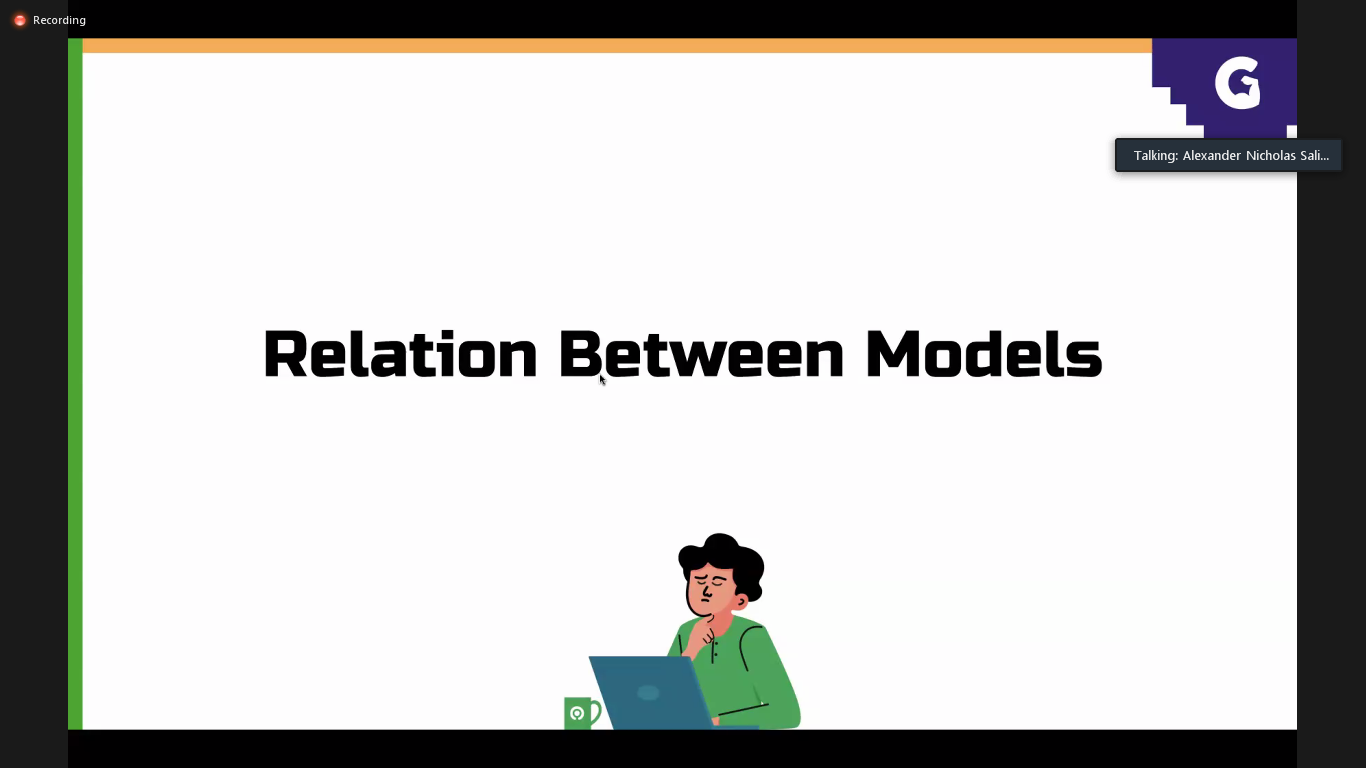 Recording
G
Talking: Alexander Nicholas Sali...
Relation Between Models